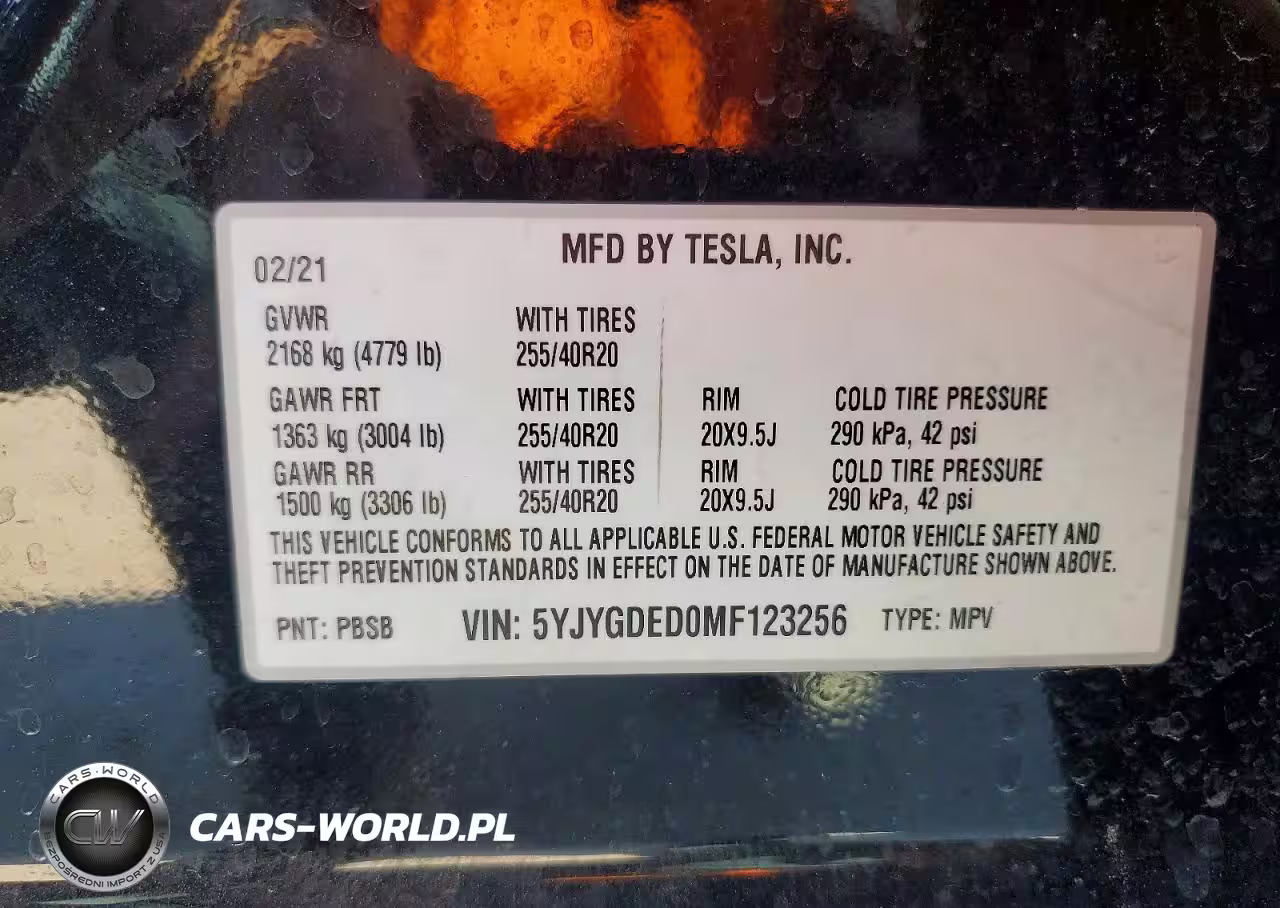 MFD BY TESLA, INC.
02/21
GVWR WITH TIRES
2168 kg (4779 lb) 255/40R20
GAWR FRT WITH TIRES RIM COLD TIRE PRESSURE
1363 kg (3004 lb) 255/40R20 20X9.5J 290 kPa, 42 psi
GAWR RR WITH TIRES RIM COLD TIRE PRESSURE
1500 kg (3306 lb) 255/40R20 20X9.5J 290 kPa, 42 psi
THIS VEHICLE CONFORMS TO ALL APPLICABLE U.S. FEDERAL MOTOR VEHICLE SAFETY AND
THEFT PREVENTION STANDARDS IN EFFECT ON THE DATE OF MANUFACTURE SHOWN ABOVE.
PNT: PBSB VIN: 5YJYGDED0MF123256 TYPE: MPV
CARS-WORLD
CW
BEZPOŚREDNI IMPORT Z USA
CARS-WORLD.PL